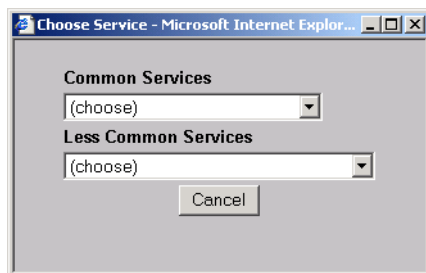 Choose Service - Microsoft Internet Explor...
Common Services
(choose)
Less Common Services
(choose)
Cancel